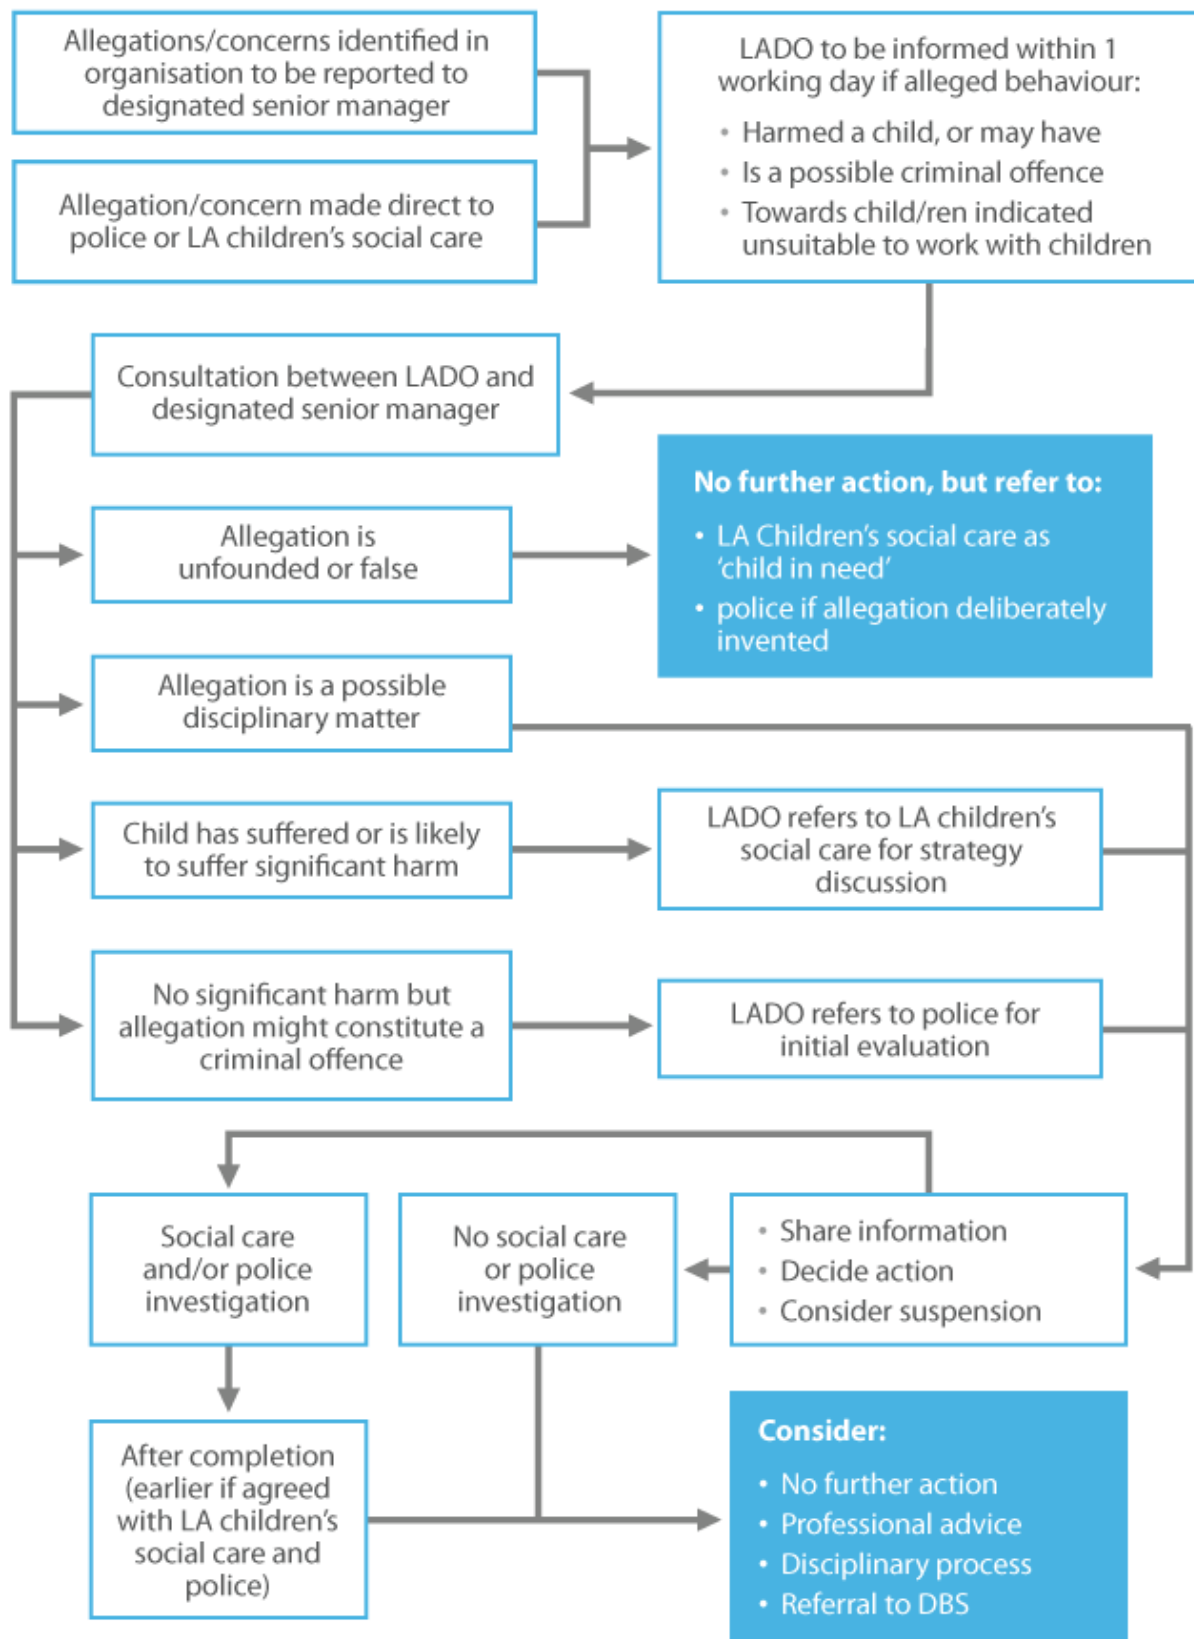 Allegations/concerns identified in
organisation to be reported to
designated senior manager
Allegation/concern made direct to
police or LA children's social care
LADO to be informed within 1
working day if alleged behaviour:
• Harmed a child, or may have
• Is a possible criminal offence
• Towards child/ren indicated
unsuitable to work with children
Consultation between LADO and
designated senior manager
Allegation is
unfounded or false
No further action, but refer to:
• LA Children's social care as
‘child in need’
• police if allegation deliberately
invented
Allegation is a possible
disciplinary matter
Child has suffered or is likely
to suffer significant harm
LADO refers to LA children's
social care for strategy
discussion
No significant harm but
allegation might constitute a
criminal offence
LADO refers to police for
initial evaluation
Social care
and/or police
investigation
No social care
or police
investigation
• Share information
• Decide action
• Consider suspension
After completion
(earlier if agreed
with LA children's
social care and
police)
Consider:
• No further action
• Professional advice
• Disciplinary process
• Referral to DBS